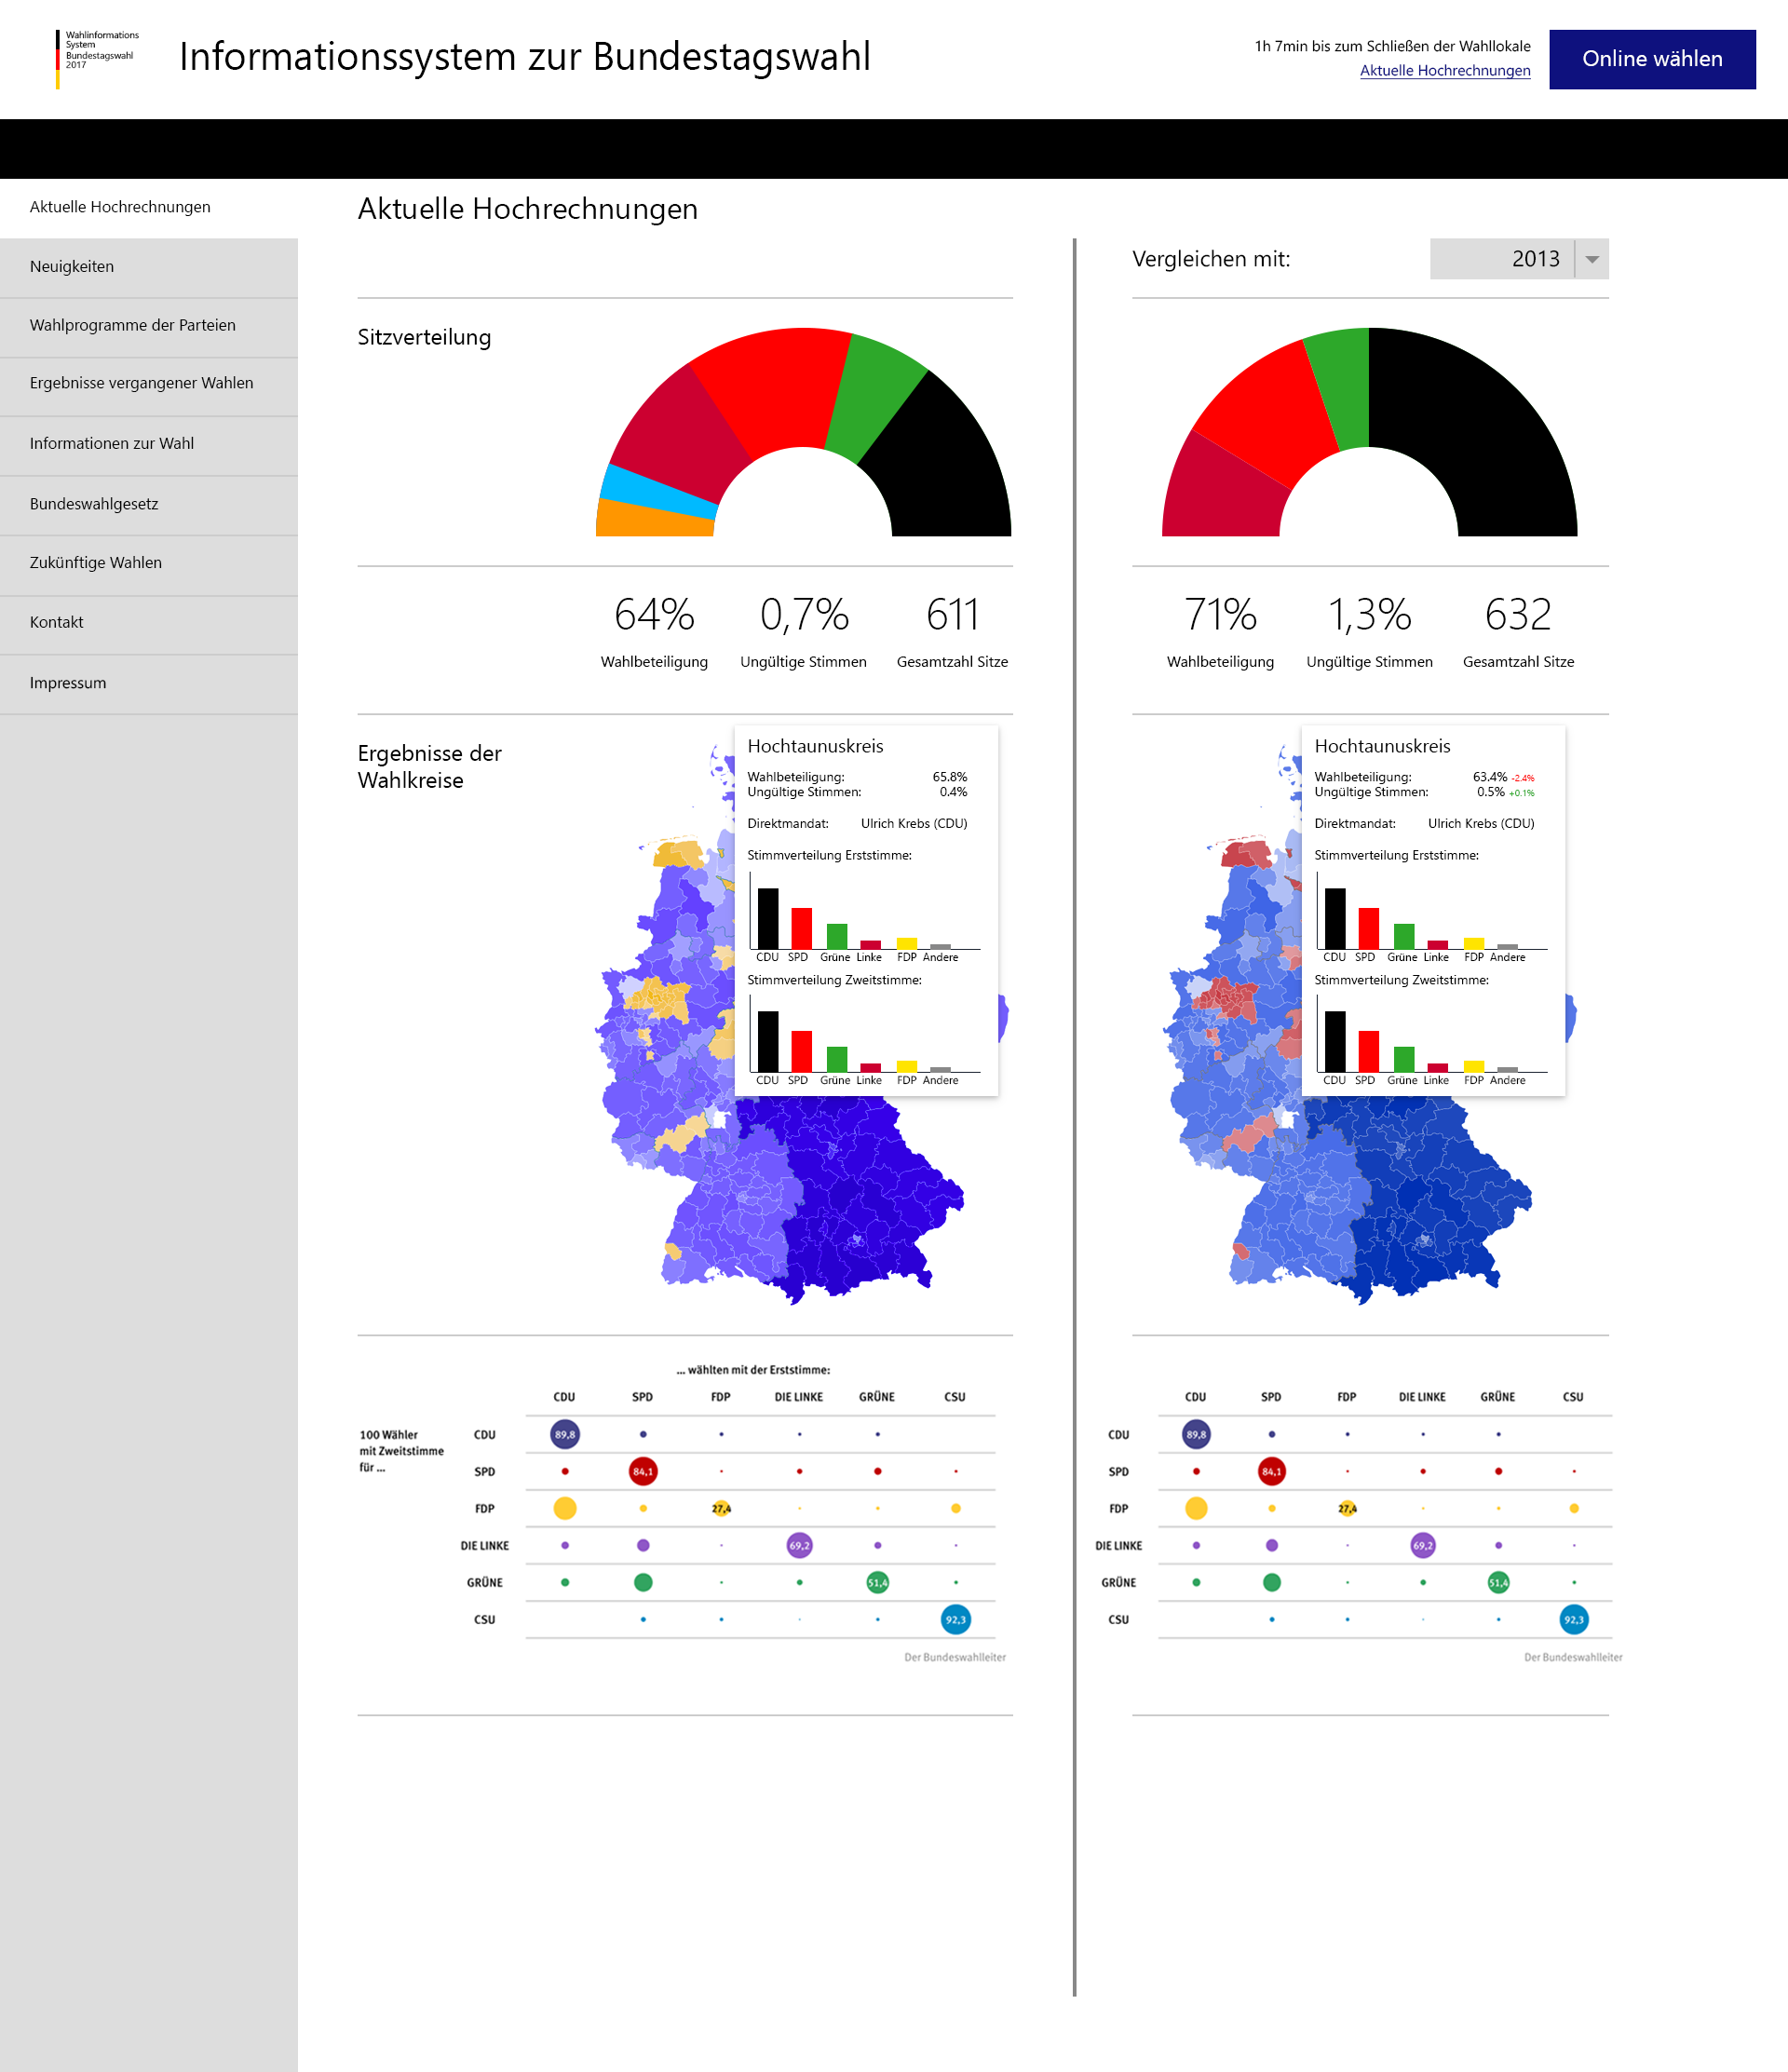 Wahlinformations
System
Bundestagswahl
2017
Informationssystem zur Bundestagswahl
1h 7min bis zum Schließen der Wahllokale
Aktuelle Hochrechnungen
Online wählen
Aktuelle Hochrechnungen
Neuigkeiten
Wahlprogramme der Parteien
Ergebnisse vergangener Wahlen
Informationen zur Wahl
Bundeswahlgesetz
Zukünftige Wahlen
Kontakt
Impressum
Aktuelle Hochrechnungen
Vergleichen mit: 2013
Sitzverteilung
64% 0,7% 611
Wahlbeteiligung Ungültige Stimmen Gesamtzahl Sitze
71% 1,3% 632
Wahlbeteiligung Ungültige Stimmen Gesamtzahl Sitze
Ergebnisse der
Wahlkreise
Hochtaunuskreis
Wahlbeteiligung: 65.8%
Ungültige Stimmen: 0.4%
Direktmandat: Ulrich Krebs (CDU)
Stimmverteilung Erststimme:
CDU SPD Grüne Linke FDP Andere
Stimmverteilung Zweitstimme:
CDU SPD Grüne Linke FDP Andere
Hochtaunuskreis
Wahlbeteiligung: 63.4% -2.4%
Ungültige Stimmen: 0.5% +0.1%
Direktmandat: Ulrich Krebs (CDU)
Stimmverteilung Erststimme:
CDU SPD Grüne Linke FDP Andere
Stimmverteilung Zweitstimme:
CDU SPD Grüne Linke FDP Andere
... wählten mit der Erststimme:
CDU SPD FDP DIE LINKE GRÜNE CSU
100 Wähler
mit Zweitstimme
für ...
CDU 89,8
SPD 84,1
FDP 27,4
DIE LINKE 69,2
GRÜNE 51,4
CSU 92,3
Der Bundeswahlleiter
CDU SPD FDP DIE LINKE GRÜNE CSU
CDU 89,8
SPD 84,1
FDP 27,4
DIE LINKE 69,2
GRÜNE 51,4
CSU 92,3
Der Bundeswahlleiter